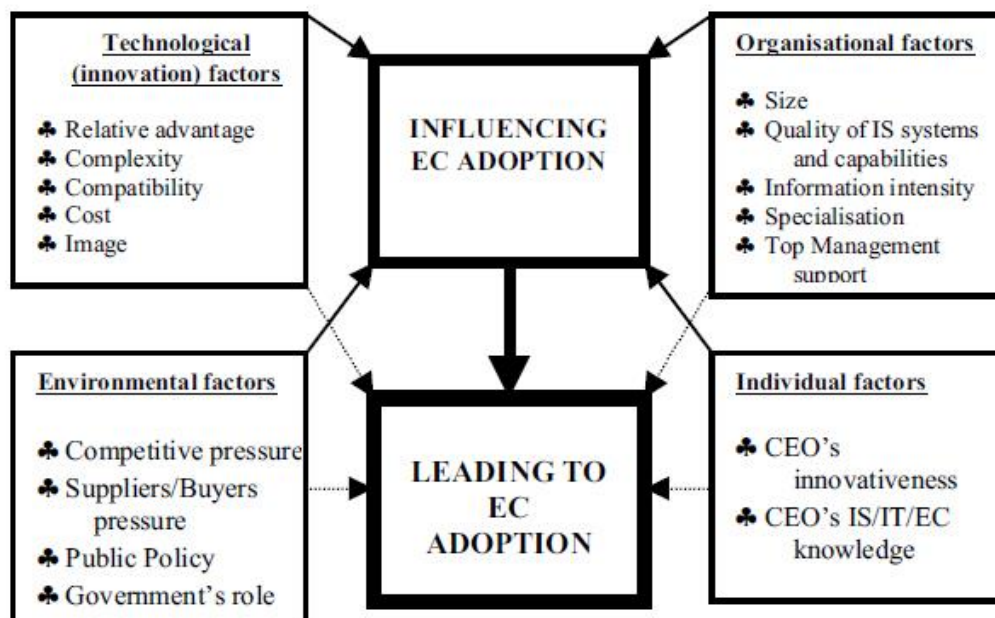 Technological
(innovation) factors
♣ Relative advantage
♣ Complexity
♣ Compatibility
♣ Cost
♣ Image
INFLUENCING
EC ADOPTION
Organisational factors
♣ Size
♣ Quality of IS systems
and capabilities
♣ Information intensity
♣ Specialisation
♣ Top Management
support
Environmental factors
♣ Competitive pressure
♣ Suppliers/Buyers
pressure
♣ Public Policy
♣ Government's role
LEADING TO
EC
ADOPTION
Individual factors
♣ CEO's
innovativeness
♣ CEO's IS/IT/EC
knowledge